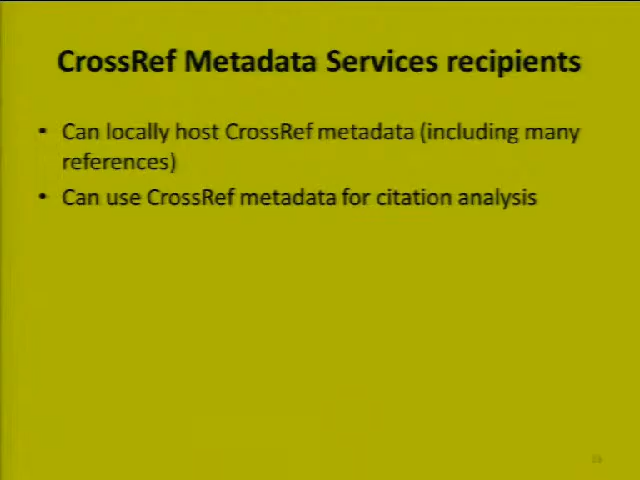 CrossRef Metadata Services recipients
• Can locally host CrossRef metadata (including many
references)
• Can use CrossRef metadata for citation analysis